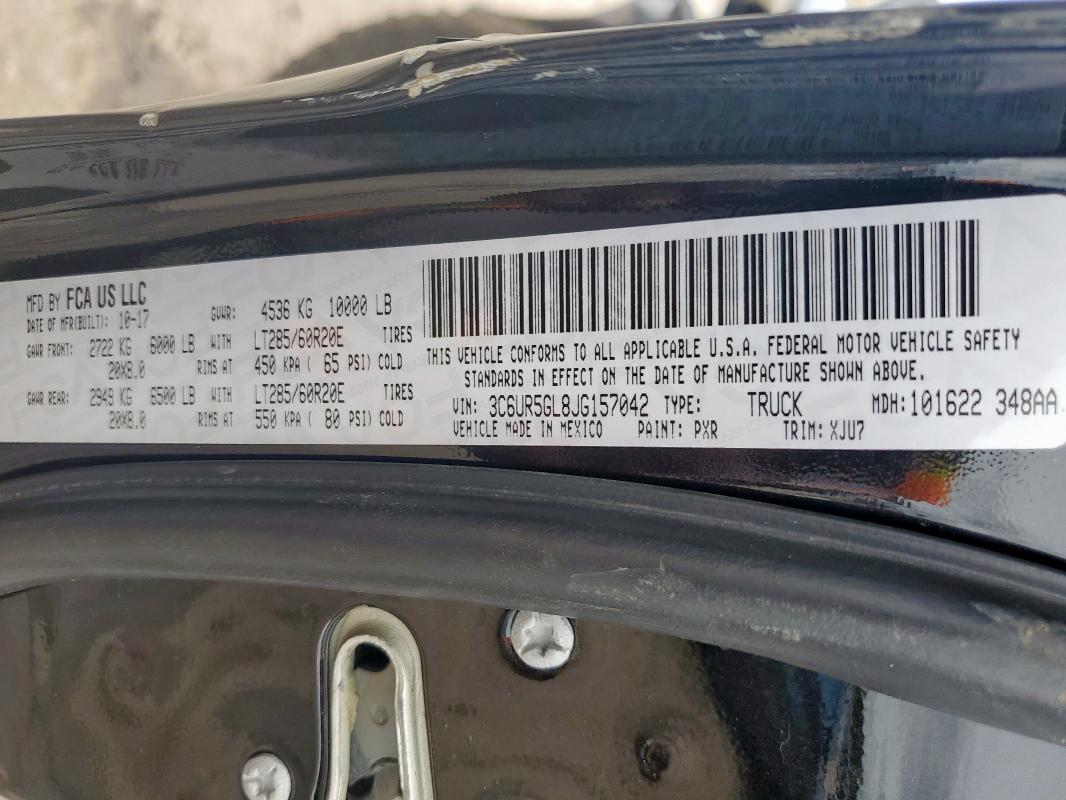 MFD BY FCA US LLC
DATE OF MFR(BUILT): 10-17 GVWR: 4536 KG 10000 LB
GAWR FRONT: 2722 KG 6000 LB WITH LT285/60R20E TIRES
20X8.0 RIMS AT 450 KPA ( 65 PSI) COLD
GAWR REAR: 2949 KG 6500 LB WITH LT285/60R20E TIRES
20X8.0 RIMS AT 550 KPA ( 80 PSI) COLD
THIS VEHICLE CONFORMS TO ALL APPLICABLE U.S.A. FEDERAL MOTOR VEHICLE SAFETY
STANDARDS IN EFFECT ON THE DATE OF MANUFACTURE SHOWN ABOVE.
VIN: 3C6UR5GL8JG157042 TYPE: TRUCK MDH: 101622 348AA
VEHICLE MADE IN MEXICO PAINT: PXR TRIM: XJU7